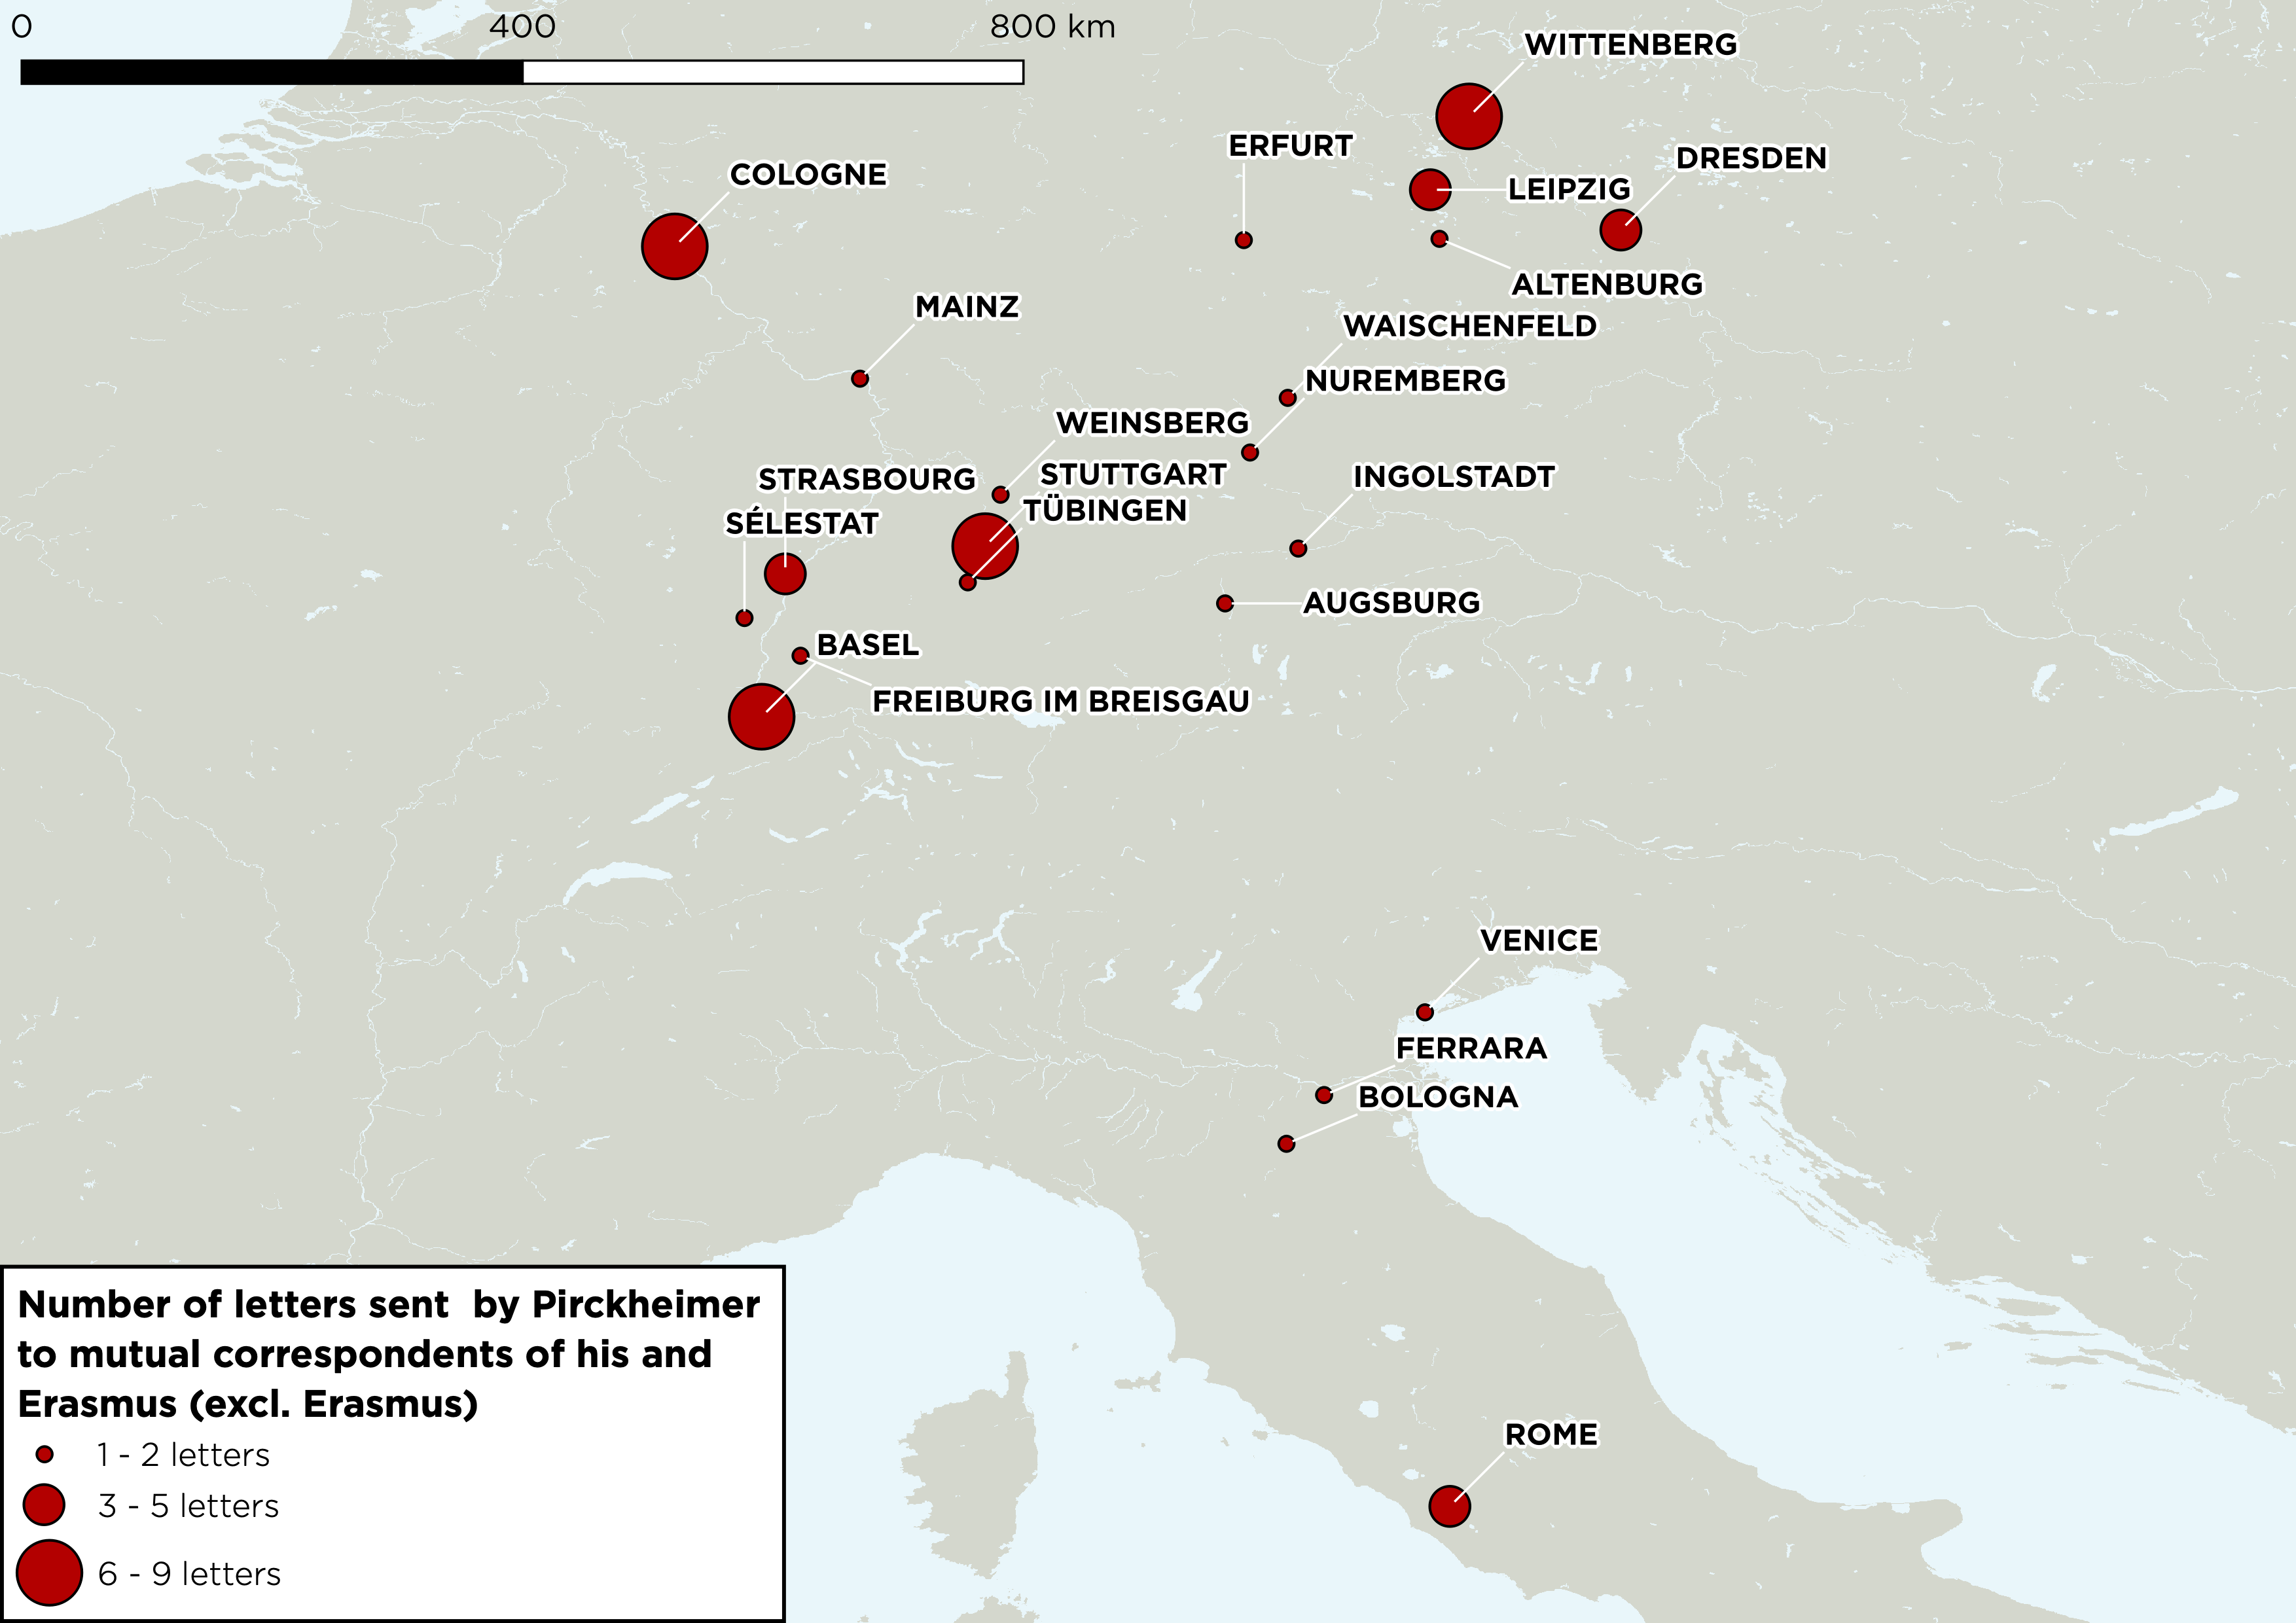 0 400 800 km
WITTENBERG
ERFURT
DRESDEN
COLOGNE
LEIPZIG
ALTENBURG
MAINZ
WAISCHENFELD
NUREMBERG
WEINSBERG
STUTTGART
STRASBOURG
INGOLSTADT
TÜBINGEN
SÉLESTAT
AUGSBURG
BASEL
FREIBURG IM BREISGAU
VENICE
FERRARA
BOLOGNA
ROME
Number of letters sent  by Pirckheimer
to mutual correspondents of his and
Erasmus (excl. Erasmus)
1 - 2 letters
3 - 5 letters
6 - 9 letters